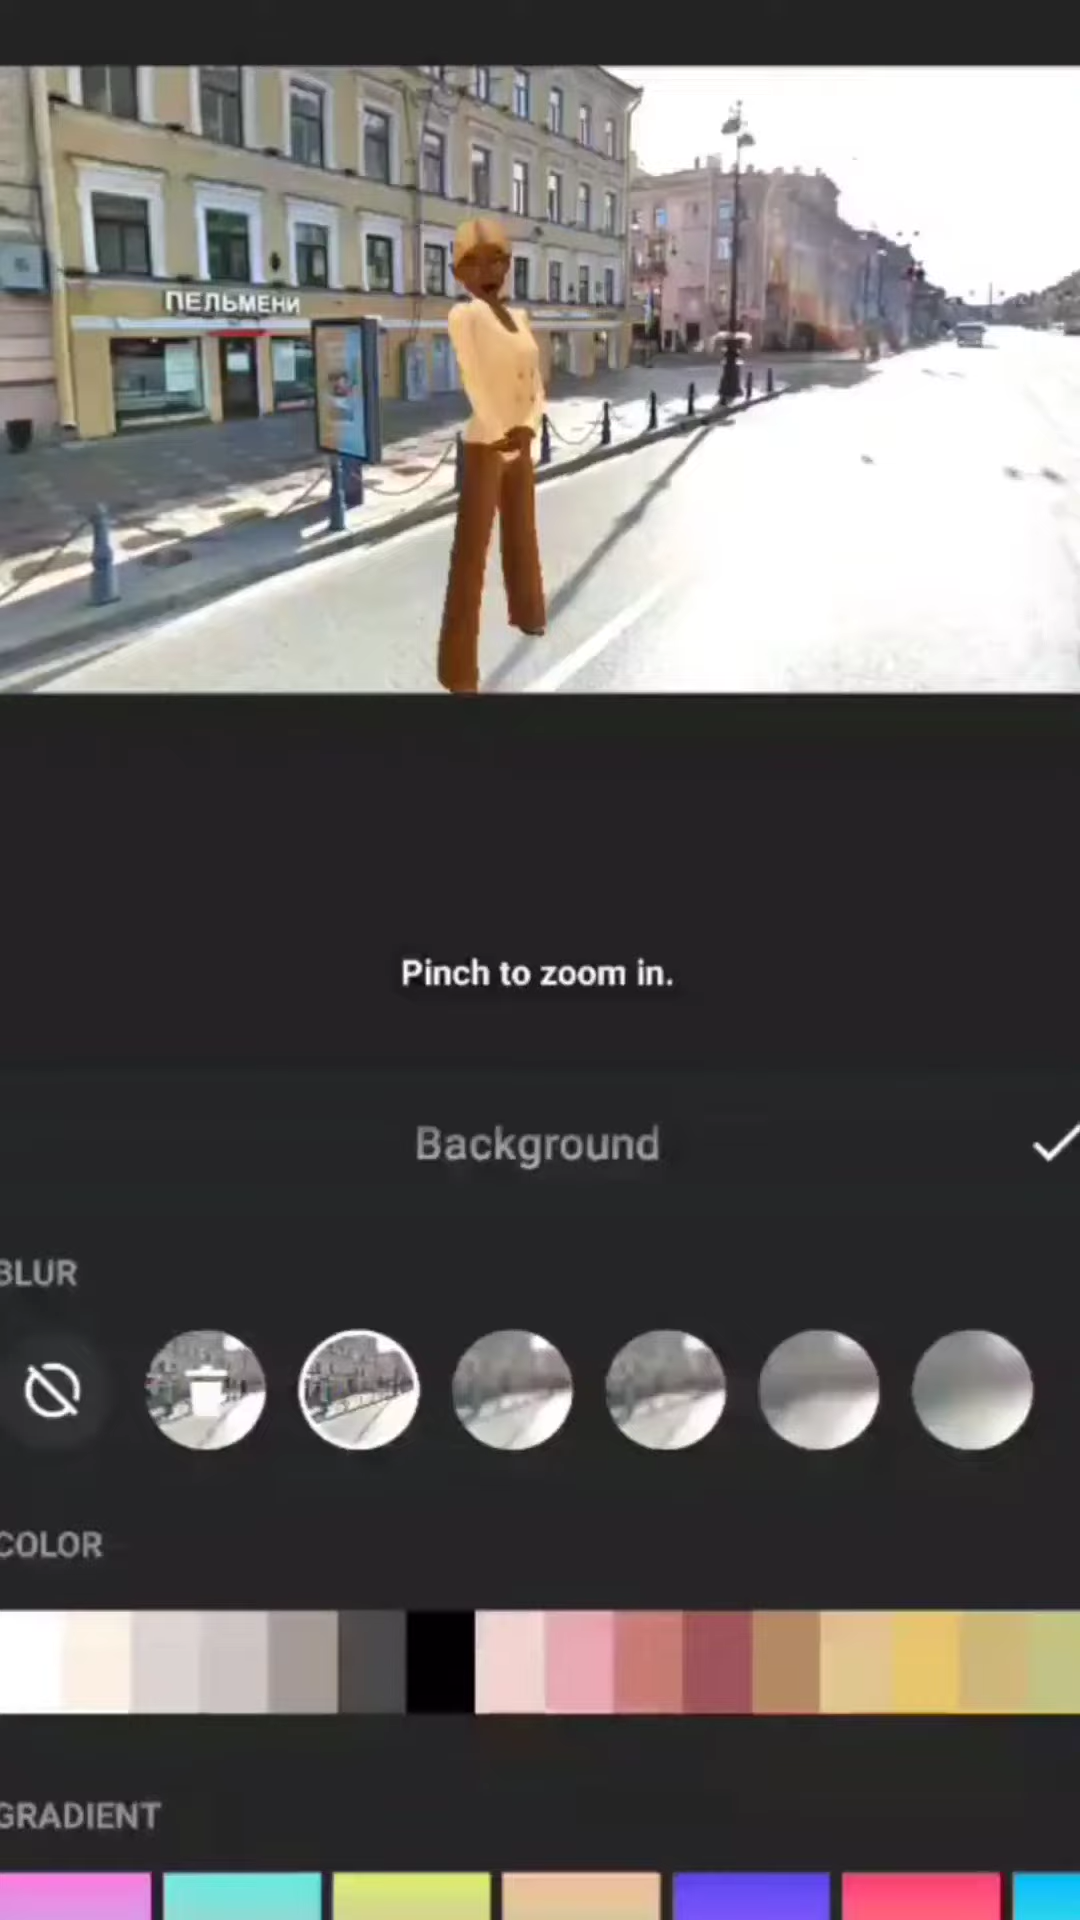 ПЕЛЬМЕНИ
Pinch to zoom in.
Background
BLUR
COLOR
GRADIENT